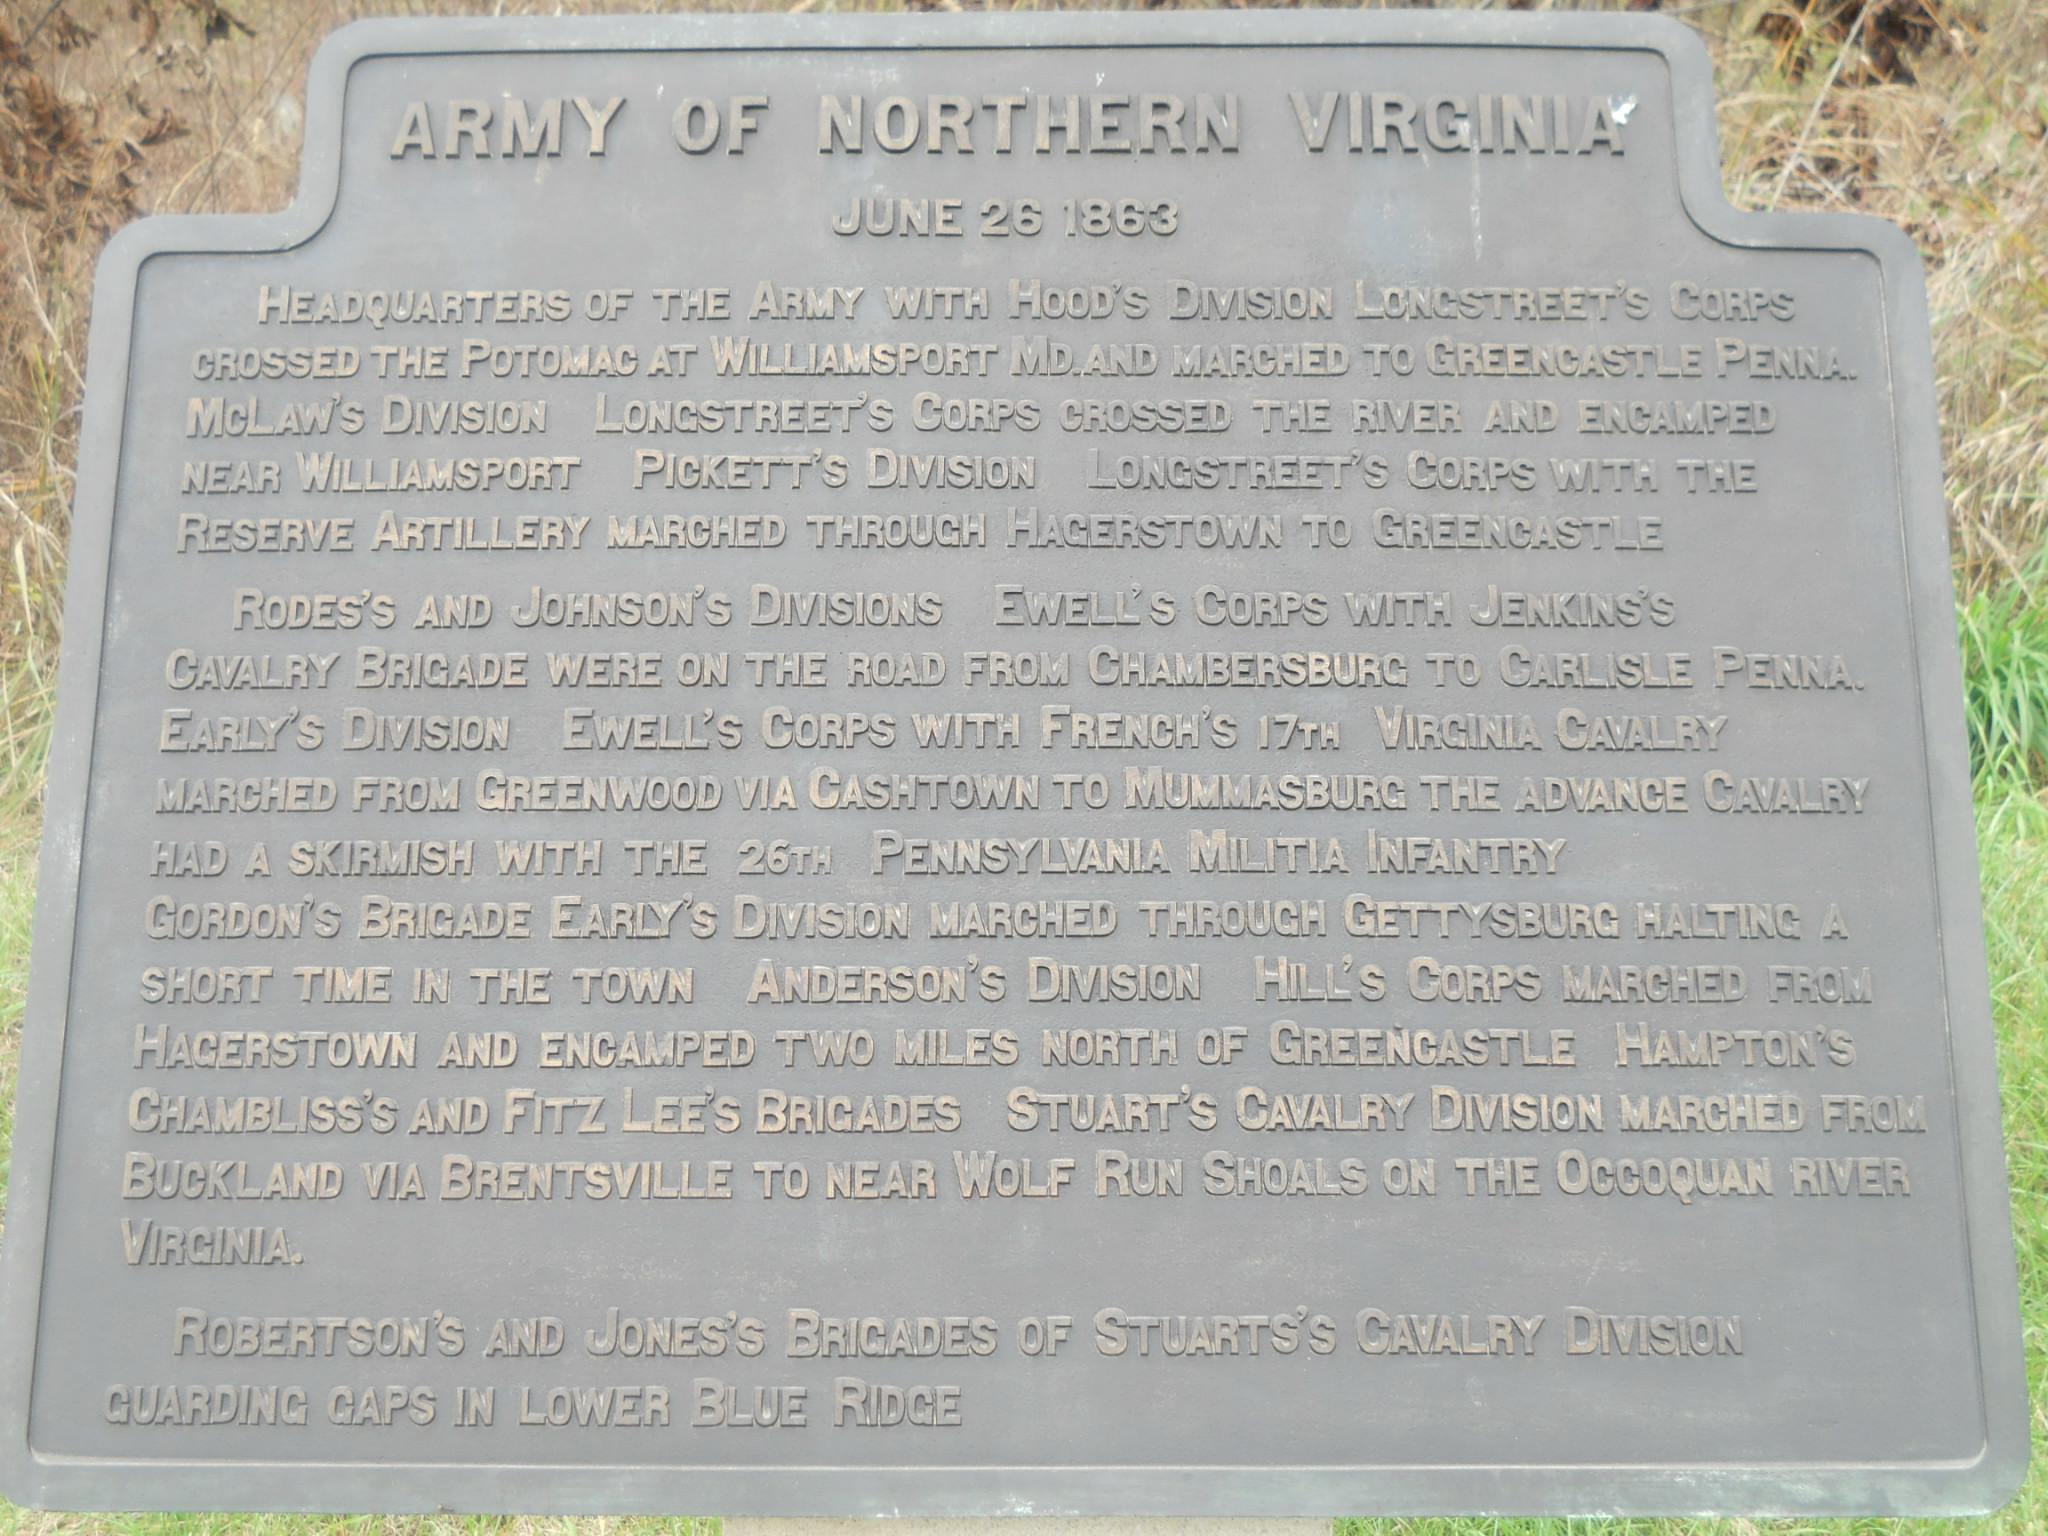 ARMY OF NORTHERN VIRGINIA
JUNE 26 1863
HEADQUARTERS OF THE ARMY WITH HOOD'S DIVISION LONGSTREET'S CORPS
CROSSED THE POTOMAC AT WILLIAMSPORT MD. AND MARCHED TO GREENCASTLE PENNA.
MCLAW'S DIVISION LONGSTREET'S CORPS CROSSED THE RIVER AND ENCAMPED
NEAR WILLIAMSPORT PICKETT'S DIVISION LONGSTREET'S CORPS WITH THE
RESERVE ARTILLERY MARCHED THROUGH HAGERSTOWN TO GREENCASTLE
RODES'S AND JOHNSON'S DIVISIONS EWELL'S CORPS WITH JENKINS'S
CAVALRY BRIGADE WERE ON THE ROAD FROM CHAMBERSBURG TO CARLISLE PENNA.
EARLY'S DIVISION EWELL'S CORPS WITH FRENCH'S 17TH VIRGINIA CAVALRY
MARCHED FROM GREENWOOD VIA CASHTOWN TO MUMMASBURG THE ADVANCE CAVALRY
HAD A SKIRMISH WITH THE 26TH PENNSYLVANIA MILITIA INFANTRY
GORDON'S BRIGADE EARLY'S DIVISION MARCHED THROUGH GETTYSBURG HALTING A
SHORT TIME IN THE TOWN ANDERSON'S DIVISION HILL'S CORPS MARCHED FROM
HAGERSTOWN AND ENCAMPED TWO MILES NORTH OF GREENCASTLE HAMPTON'S
CHAMBLISS'S AND FITZ LEE'S BRIGADES STUART'S CAVALRY DIVISION MARCHED FROM
BUCKLAND VIA BRENTSVILLE TO NEAR WOLF RUN SHOALS ON THE OCCOQUAN RIVER
VIRGINIA.
ROBERTSON'S AND JONES'S BRIGADES OF STUARTS'S CAVALRY DIVISION
GUARDING GAPS IN LOWER BLUE RIDGE